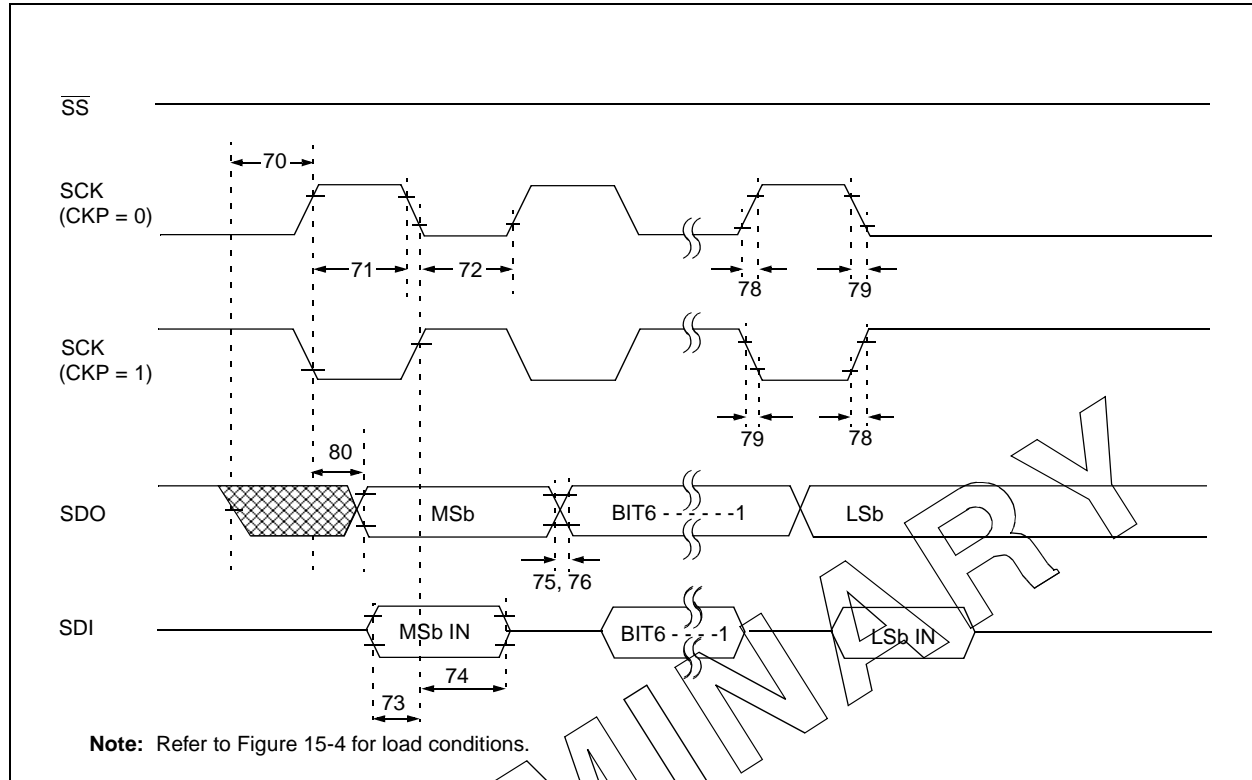 SS
70
SCK
(CKP = 0)
71
72
78
79
SCK
(CKP = 1)
79
78
80
SDO
MSb
BIT6 - - - - - -1
LSb
75, 76
SDI
MSb IN
BIT6 - - - -1
LSb IN
74
73
Note: Refer to Figure 15-4 for load conditions.
MINARY